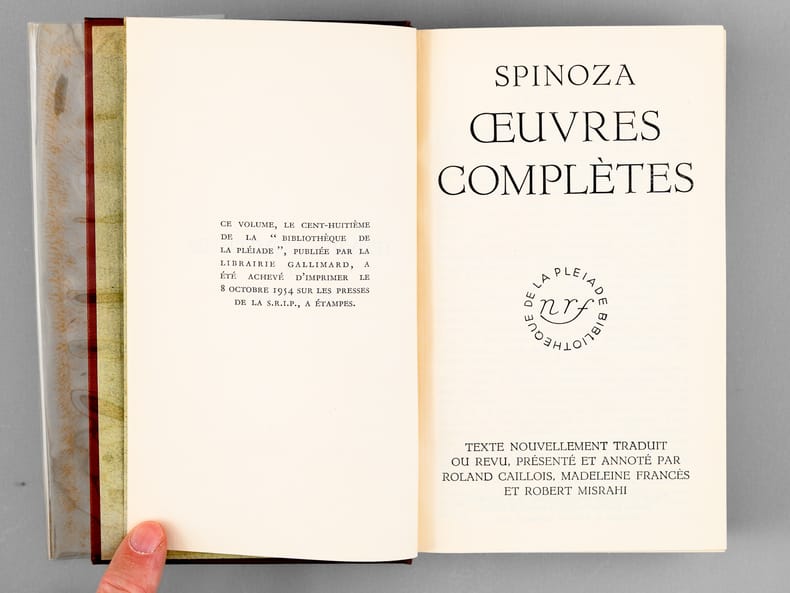 CE VOLUME, LE CENT-HUITIÈME
DE LA “ BIBLIOTHÈQUE DE
LA PLÉIADE ”, PUBLIÉE PAR LA
LIBRAIRIE GALLIMARD, A
ÉTÉ ACHEVÉ D’IMPRIMER LE
8 OCTOBRE 1954 SUR LES PRESSES
DE LA S.R.I.P., A ÉTAMPES.
SPINOZA
ŒUVRES
COMPLÈTES
BIBLIOTHÈQUE DE LA PLEIADE
nrf
TEXTE NOUVELLEMENT TRADUIT
OU REVU, PRÉSENTÉ ET ANNOTÉ PAR
ROLAND CAILLOIS, MADELEINE FRANCÈS
ET ROBERT MISRAHI